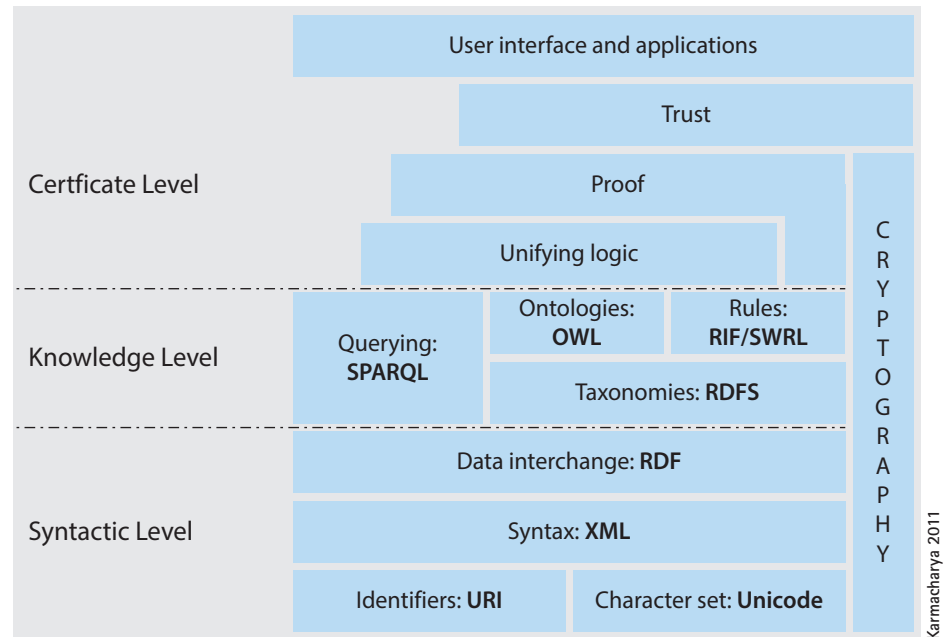 User interface and applications
Trust
Certficate Level
Proof
Unifying logic
Knowledge Level
Querying:
SPARQL
Ontologies:
OWL
Rules:
RIF/SWRL
Taxonomies: RDFS
Syntactic Level
Data interchange: RDF
Syntax: XML
Identifiers: URI
Character set: Unicode
C
R
Y
P
T
O
G
R
A
P
H
Y
Karmacharya 2011